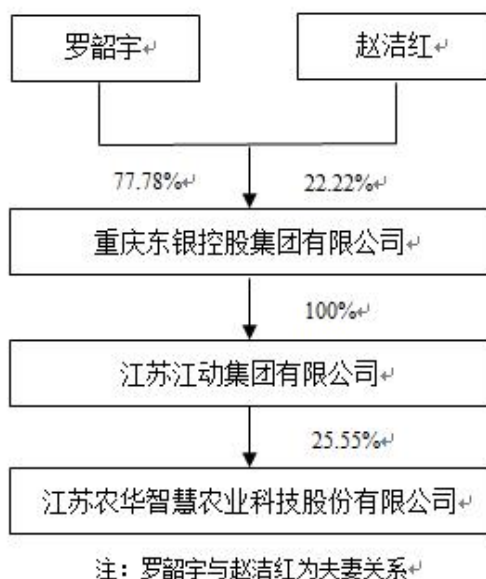 罗韶宇
赵洁红
77.78%
22.22%
重庆东银控股集团有限公司
100%
江苏江动集团有限公司
25.55%
江苏农华智慧农业科技股份有限公司
注：罗韶宇与赵洁红为夫妻关系